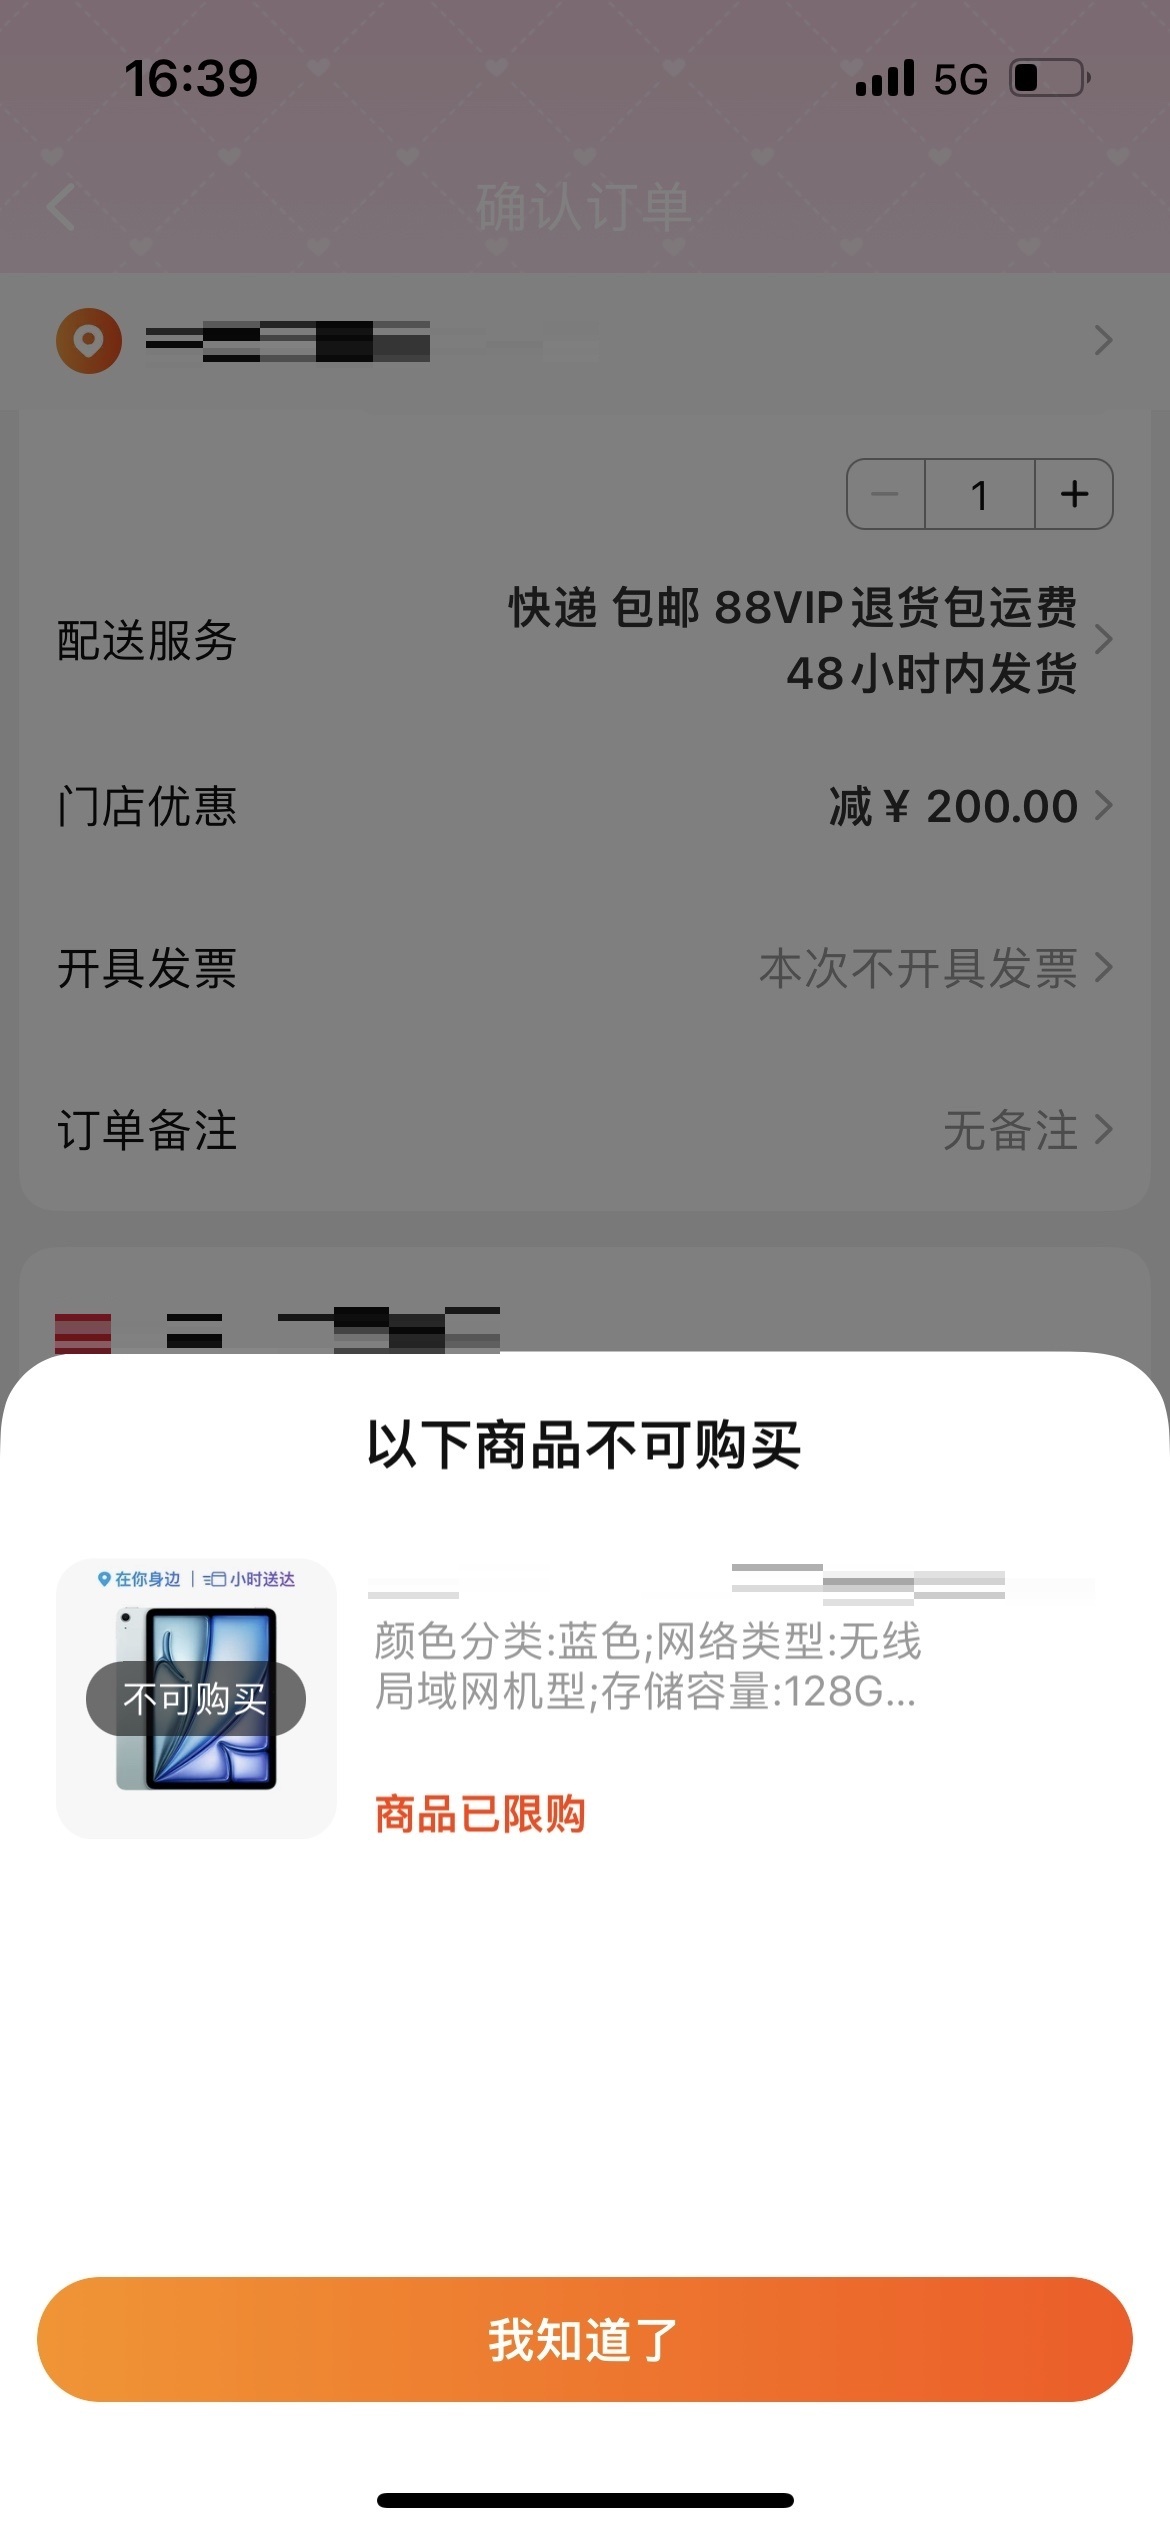 16:39
5G
确认订单
1
快递 包邮 88VIP退货包运费
配送服务
48小时内发货
门店优惠
减¥ 200.00
开具发票
本次不开具发票
订单备注
无备注
以下商品不可购买
在你身边 | 小时送达
不可购买
颜色分类:蓝色;网络类型:无线
局域网机型;存储容量:128G...
商品已限购
我知道了